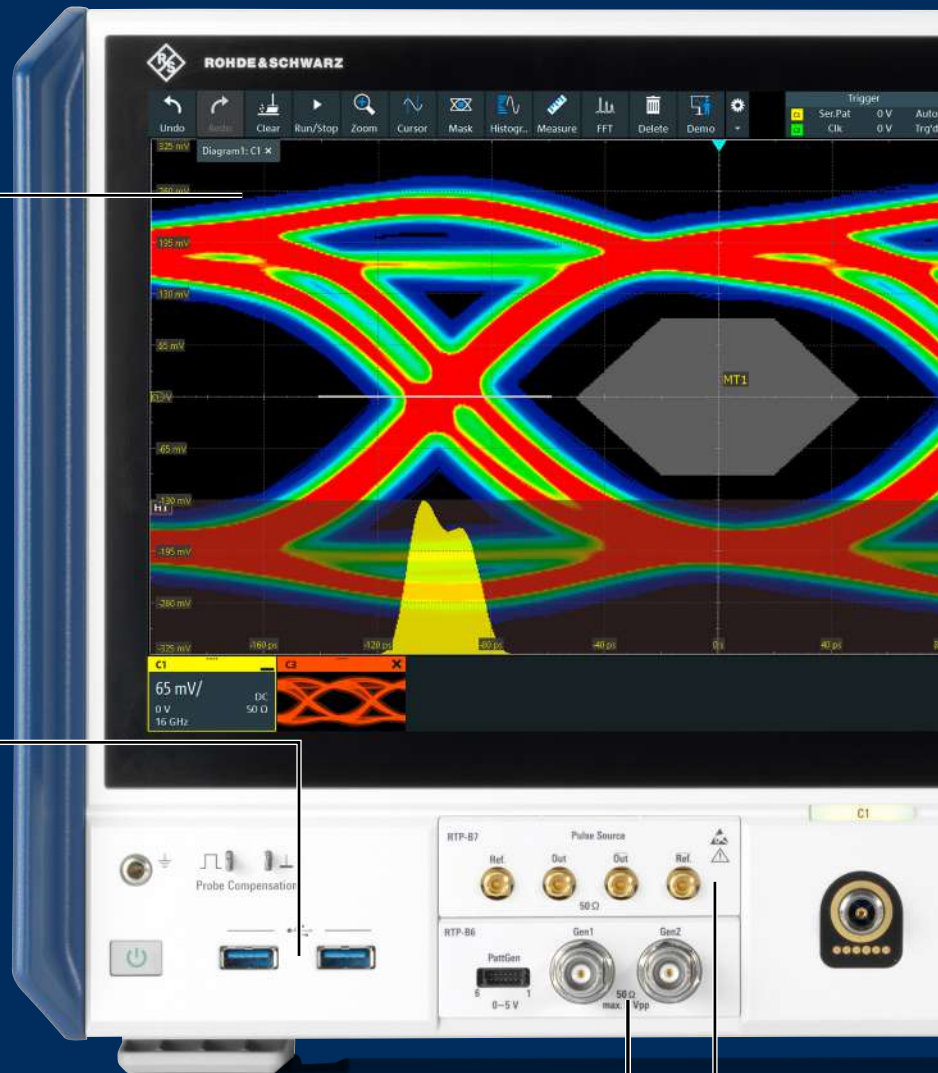 ROHDE & SCHWARZ
Undo
Redo
Clear
Run/Stop
Zoom
Cursor
Mask
Histogr..
Measure
FFT
Delete
Demo
Trigger
C1 Ser.Pat 0 V Auto
Clk 0 V Trg'd
325 mV
Diagram1: C1 ×
260 mV
195 mV
130 mV
65 mV
0 V
MT1
-65 mV
-130 mV
H1
-195 mV
-260 mV
-325 mV
-160 ps
-120 ps
-80 ps
-40 ps
0 s
40 ps
C1
C3
65 mV/
DC
0 V
50 Ω
16 GHz
C1
RTP-B7
Pulse Source
Ref.
Out
Out
Ref.
50 Ω
Probe Compensation
RTP-B6
Gen1
Gen2
PattGen
6
1
0–5 V
50 Ω
max. Vpp